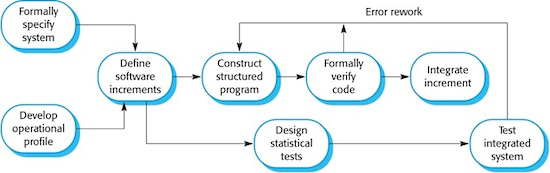 Formally
specify
system
Error rework
Define
software
increments
Construct
structured
program
Formally
verify
code
Integrate
increment
Develop
operational
profile
Design
statistical
tests
Test
integrated
system